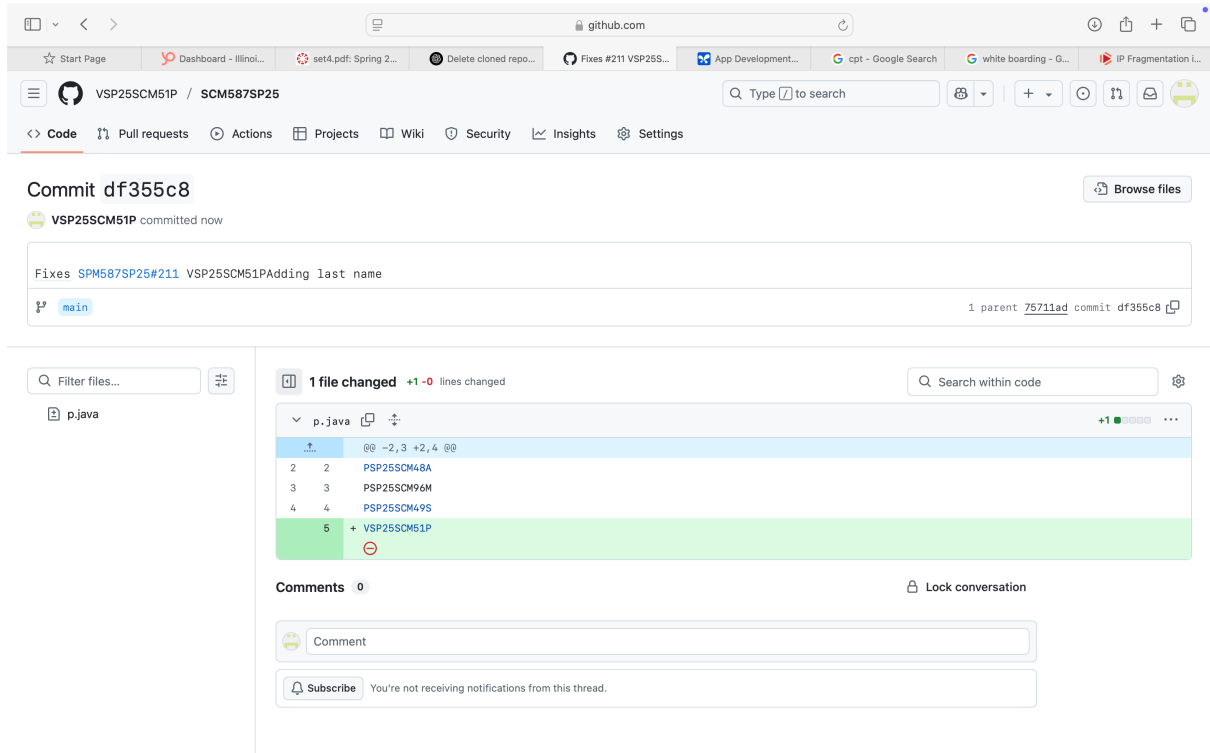 github.com
Start Page
Dashboard - Illinoi...
set4.pdf: Spring 2...
Delete cloned repo...
Fixes #211 VSP25S...
App Development...
cpt - Google Search
white boarding - G...
IP Fragmentation i...
VSP25SCM51P / SCM587SP25
Type / to search
<> Code
Pull requests
Actions
Projects
Wiki
Security
Insights
Settings
Commit df355c8
Browse files
VSP25SCM51P committed now
Fixes SPM587SP25#211 VSP25SCM51PAdding last name
main
1 parent 75711ad commit df355c8
Filter files...
1 file changed +1 -0 lines changed
Search within code
p.java
p.java
+1
@@ -2,3 +2,4 @@
2 2 PSP25SCM48A
3 3 PSP25SCM96M
4 4 PSP25SCM49S
5 + VSP25SCM51P
Comments 0
Lock conversation
Comment
Subscribe
You're not receiving notifications from this thread.